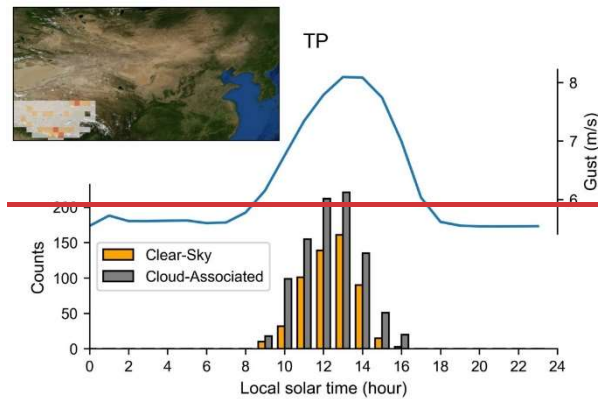 TP
8
7
6
Gust (m/s)
200
150
100
50
0
Counts
Clear-Sky
Cloud-Associated
0 2 4 6 8 10 12 14 16 18 20 22 24
Local solar time (hour)